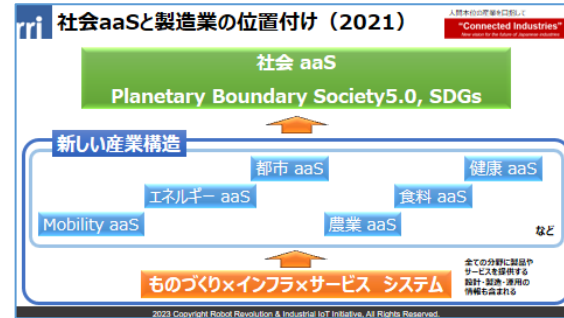 rri
社会aaSと製造業の位置付け（2021）
人間本位の産業を目指して
"Connected Industries"
New vision for the future of Japanese industries
社会 aaS
Planetary Boundary Society5.0, SDGs
新しい産業構造
都市 aaS
健康 aaS
エネルギー aaS
食料 aaS
Mobility aaS
農業 aaS
など
ものづくり×インフラ×サービス システム
全ての分野に製品や
サービスを提供する
設計・製造・運用の
情報も含まれる
2023 Copyright Robot Revolution & Industrial IoT Initiative, All Rights Reserved.